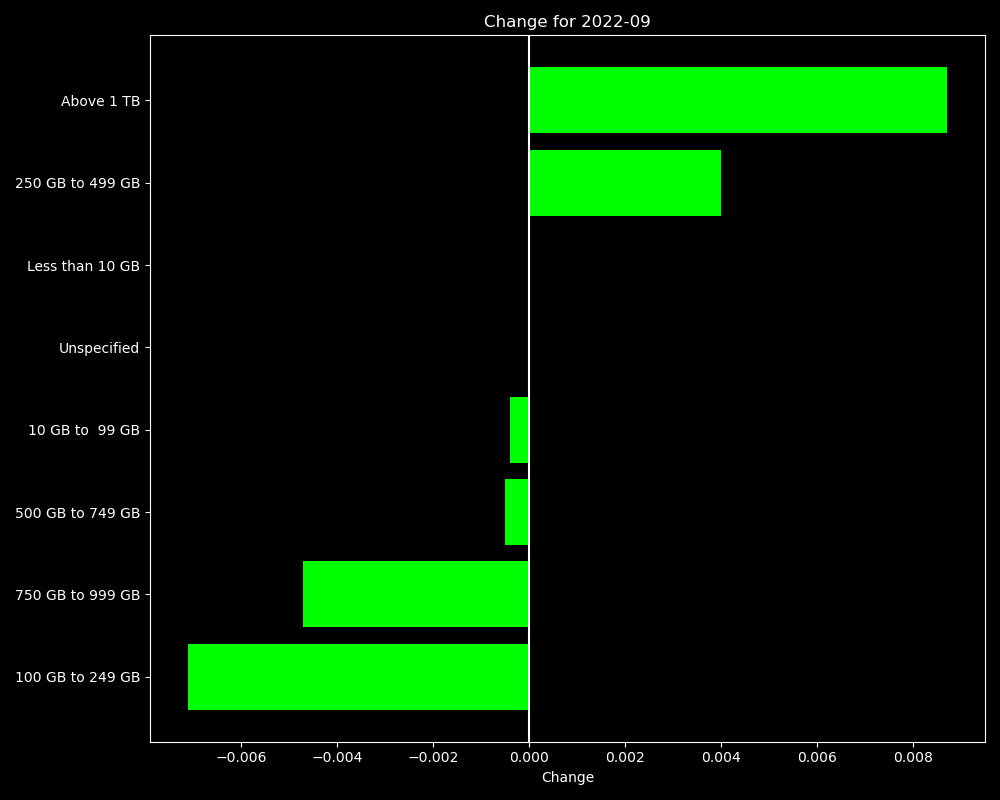 Change for 2022-09
Above 1 TB
250 GB to 499 GB
Less than 10 GB
Unspecified
10 GB to  99 GB
500 GB to 749 GB
750 GB to 999 GB
100 GB to 249 GB
−0.006 −0.004 −0.002 0.000 0.002 0.004 0.006 0.008
Change